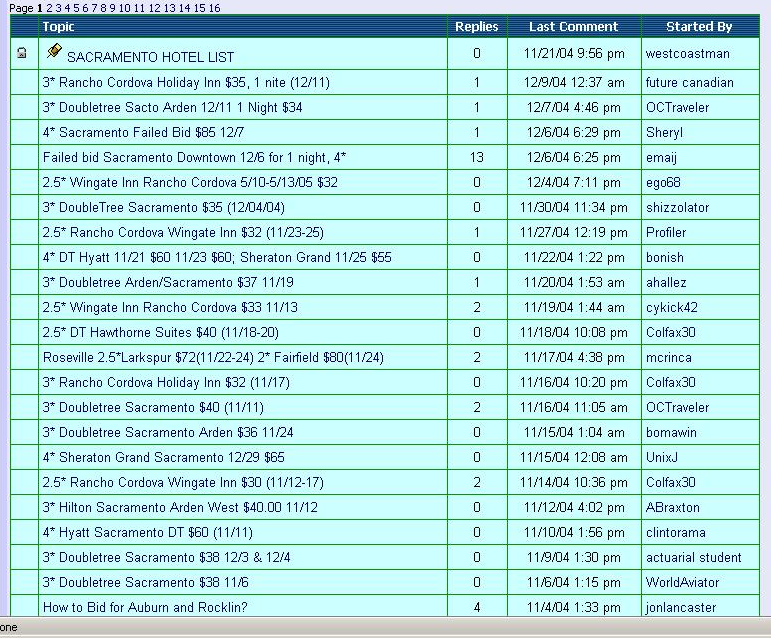 Page 1 2 3 4 5 6 7 8 9 10 11 12 13 14 15 16
Topic Replies Last Comment Started By
SACRAMENTO HOTEL LIST 0 11/21/04 9:56 pm westcoastman
3* Rancho Cordova Holiday Inn $35, 1 nite (12/11) 1 12/9/04 12:37 am future canadian
3* Doubletree Sacto Arden 12/11 1 Night $34 1 12/7/04 4:46 pm OCTraveler
4* Sacramento Failed Bid $85 12/7 1 12/6/04 6:29 pm Sheryl
Failed bid Sacramento Downtown 12/6 for 1 night, 4* 13 12/6/04 6:25 pm emaij
2.5* Wingate Inn Rancho Cordova 5/10-5/13/05 $32 0 12/4/04 7:11 pm ego68
3* DoubleTree Sacramento $35 (12/04/04) 0 11/30/04 11:34 pm shizzolator
2.5* Rancho Cordova Wingate Inn $32 (11/23-25) 1 11/27/04 12:19 pm Profiler
4* DT Hyatt 11/21 $60 11/23 $60; Sheraton Grand 11/25 $55 0 11/22/04 1:22 pm bonish
3* Doubletree Arden/Sacramento $37 11/19 1 11/20/04 1:53 am ahallez
2.5* Wingate Inn Rancho Cordova $33 11/13 2 11/19/04 1:44 am cykick42
2.5* DT Hawthorne Suites $40 (11/18-20) 0 11/18/04 10:08 pm Colfax30
Roseville 2.5*Larkspur $72(11/22-24) 2* Fairfield $80(11/24) 2 11/17/04 4:38 pm mcrinca
3* Rancho Cordova Holiday Inn $32 (11/17) 0 11/16/04 10:20 pm Colfax30
3* Doubletree Sacramento $40 (11/11) 2 11/16/04 11:05 am OCTraveler
3* Doubletree Sacramento Arden $36 11/24 0 11/15/04 1:04 am bomawin
4* Sheraton Grand Sacramento 12/29 $65 0 11/15/04 12:08 am UnixJ
2.5* Rancho Cordova Wingate Inn $30 (11/12-17) 2 11/14/04 10:36 pm Colfax30
3* Hilton Sacramento Arden West $40.00 11/12 0 11/12/04 4:02 pm ABraxton
4* Hyatt Sacramento DT $60 (11/11) 0 11/10/04 1:56 pm clintorama
3* Doubletree Sacramento $38 12/3 & 12/4 0 11/9/04 1:30 pm actuarial student
3* Doubletree Sacramento $38 11/6 0 11/6/04 1:15 pm WorldAviator
How to Bid for Auburn and Rocklin? 4 11/4/04 1:33 pm jonlancaster
one